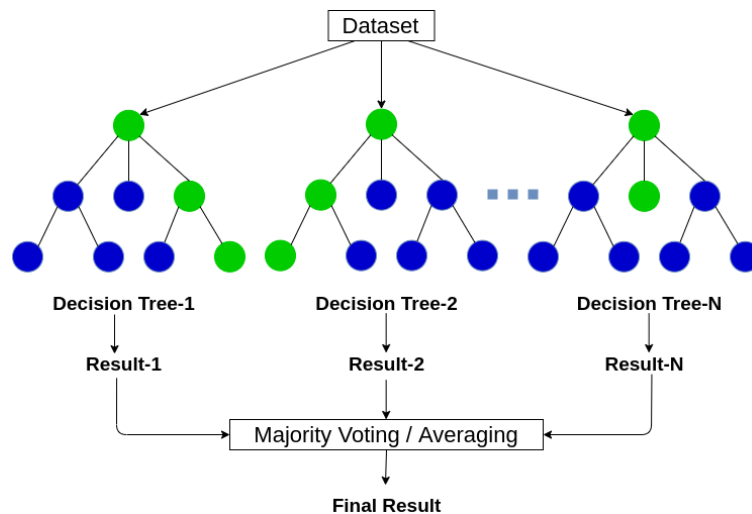 Dataset
Decision Tree-1
Decision Tree-2
Decision Tree-N
Result-1
Result-2
Result-N
Majority Voting / Averaging
Final Result